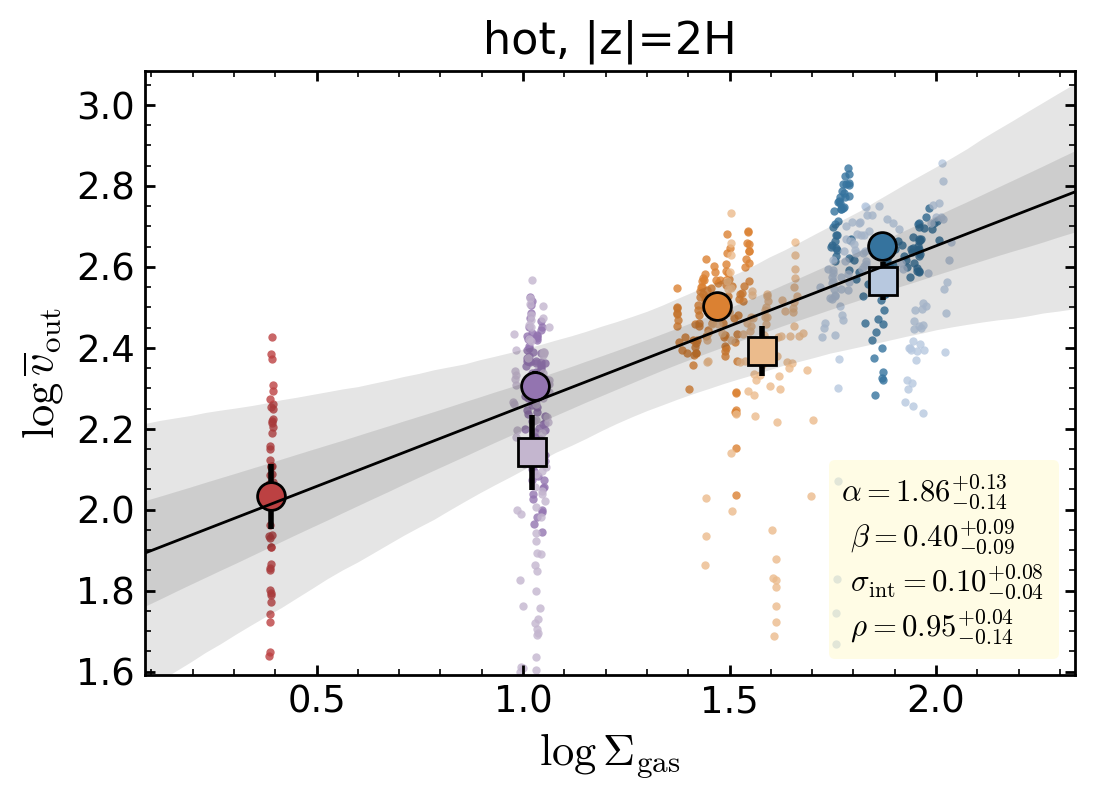 hot, |z|=2H
3.0
2.8
2.6
2.4
2.2
2.0
1.8
1.6
log v̅_out
α = 1.86^{+0.13}_{-0.14}
β = 0.40^{+0.09}_{-0.09}
σ_int = 0.10^{+0.08}_{-0.04}
ρ = 0.95^{+0.04}_{-0.14}
0.5 1.0 1.5 2.0
log Σ_gas